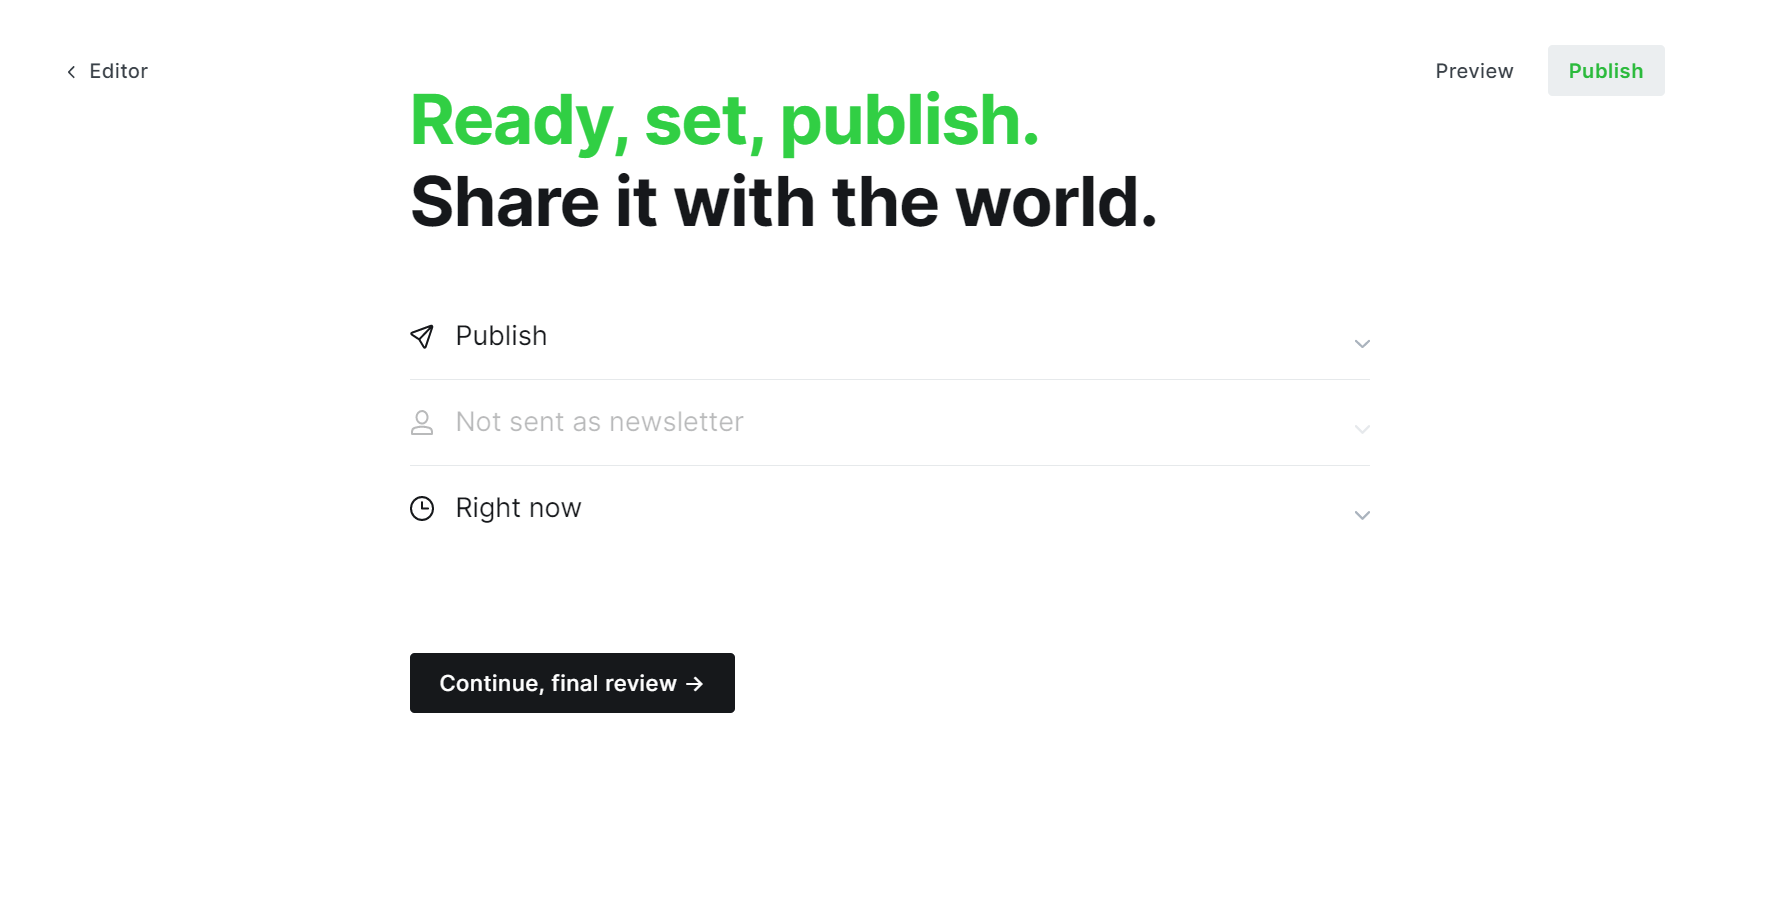 Editor
Preview
Publish
Ready, set, publish.
Share it with the world.
Publish
Not sent as newsletter
Right now
Continue, final review →